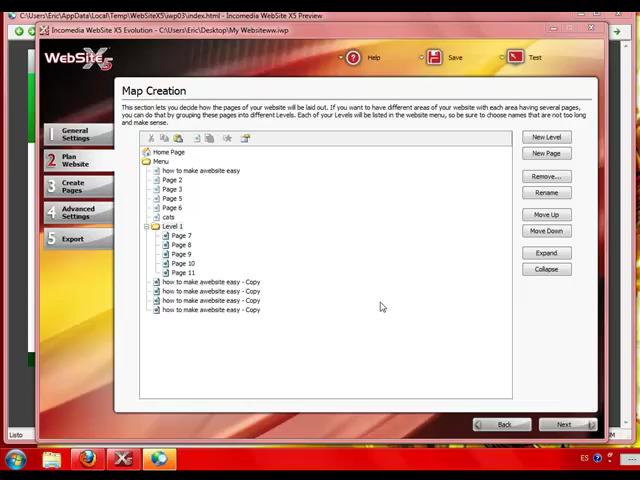 C:\Users\Eric\AppData\Local\Temp\WebSiteX5\iwp03\index.html - Incomedia WebSite X5 Preview
Incomedia WebSite X5 Evolution - C:\Users\Eric\Desktop\My Websiteww.iwp
WebSite X5
Help
Save
Test
Map Creation
This section lets you decide how the pages of your website will be laid out. If you want to have different areas of your website with each area having several pages,
you can do that by grouping these pages into different Levels. Each of your Levels will be listed in the website menu, so be sure to choose names that are not too long
and make sense.
1 General Settings
2 Plan Website
3 Create Pages
4 Advanced Settings
5 Export
Home Page
Menu
how to make awebsite easy
Page 2
Page 3
Page 5
Page 6
cats
Level 1
Page 7
Page 8
Page 9
Page 10
Page 11
how to make awebsite easy - Copy
how to make awebsite easy - Copy
how to make awebsite easy - Copy
how to make awebsite easy - Copy
New Level
New Page
Remove...
Rename
Move Up
Move Down
Expand
Collapse
Back
Next
Listo
ES